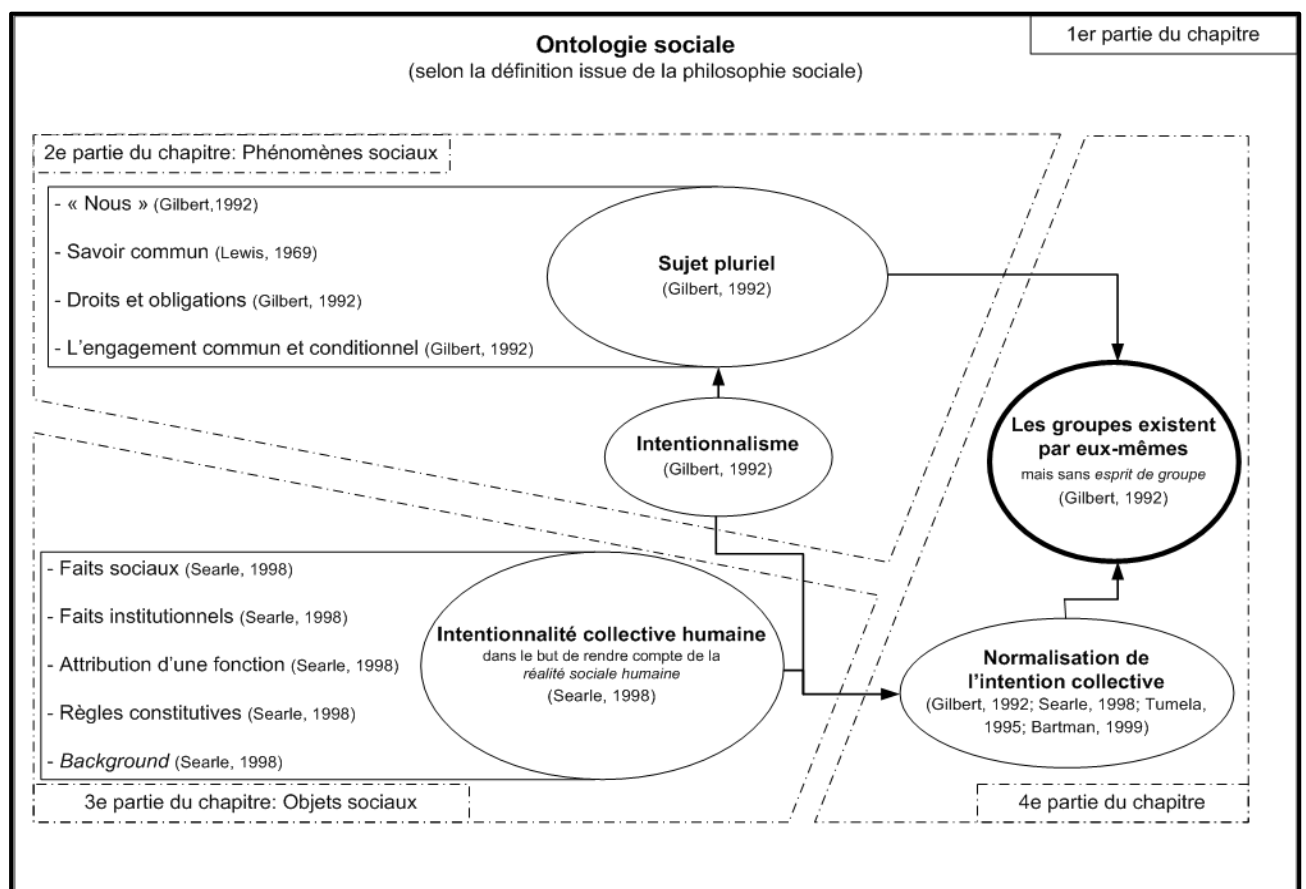 1er partie du chapitre
Ontologie sociale
(selon la définition issue de la philosophie sociale)
2e partie du chapitre: Phénomènes sociaux
- « Nous » (Gilbert,1992)
- Savoir commun (Lewis, 1969)
- Droits et obligations (Gilbert, 1992)
- L'engagement commun et conditionnel (Gilbert, 1992)
Sujet pluriel
(Gilbert, 1992)
Intentionnalisme
(Gilbert, 1992)
Les groupes existent
par eux-mêmes
mais sans esprit de groupe
(Gilbert, 1992)
- Faits sociaux (Searle, 1998)
- Faits institutionnels (Searle, 1998)
- Attribution d'une fonction (Searle, 1998)
- Règles constitutives (Searle, 1998)
- Background (Searle, 1998)
Intentionnalité collective humaine
dans le but de rendre compte de la
réalité sociale humaine
(Searle, 1998)
Normalisation de
l'intention collective
(Gilbert, 1992; Searle, 1998; Tumela,
1995; Bartman, 1999)
3e partie du chapitre: Objets sociaux
4e partie du chapitre